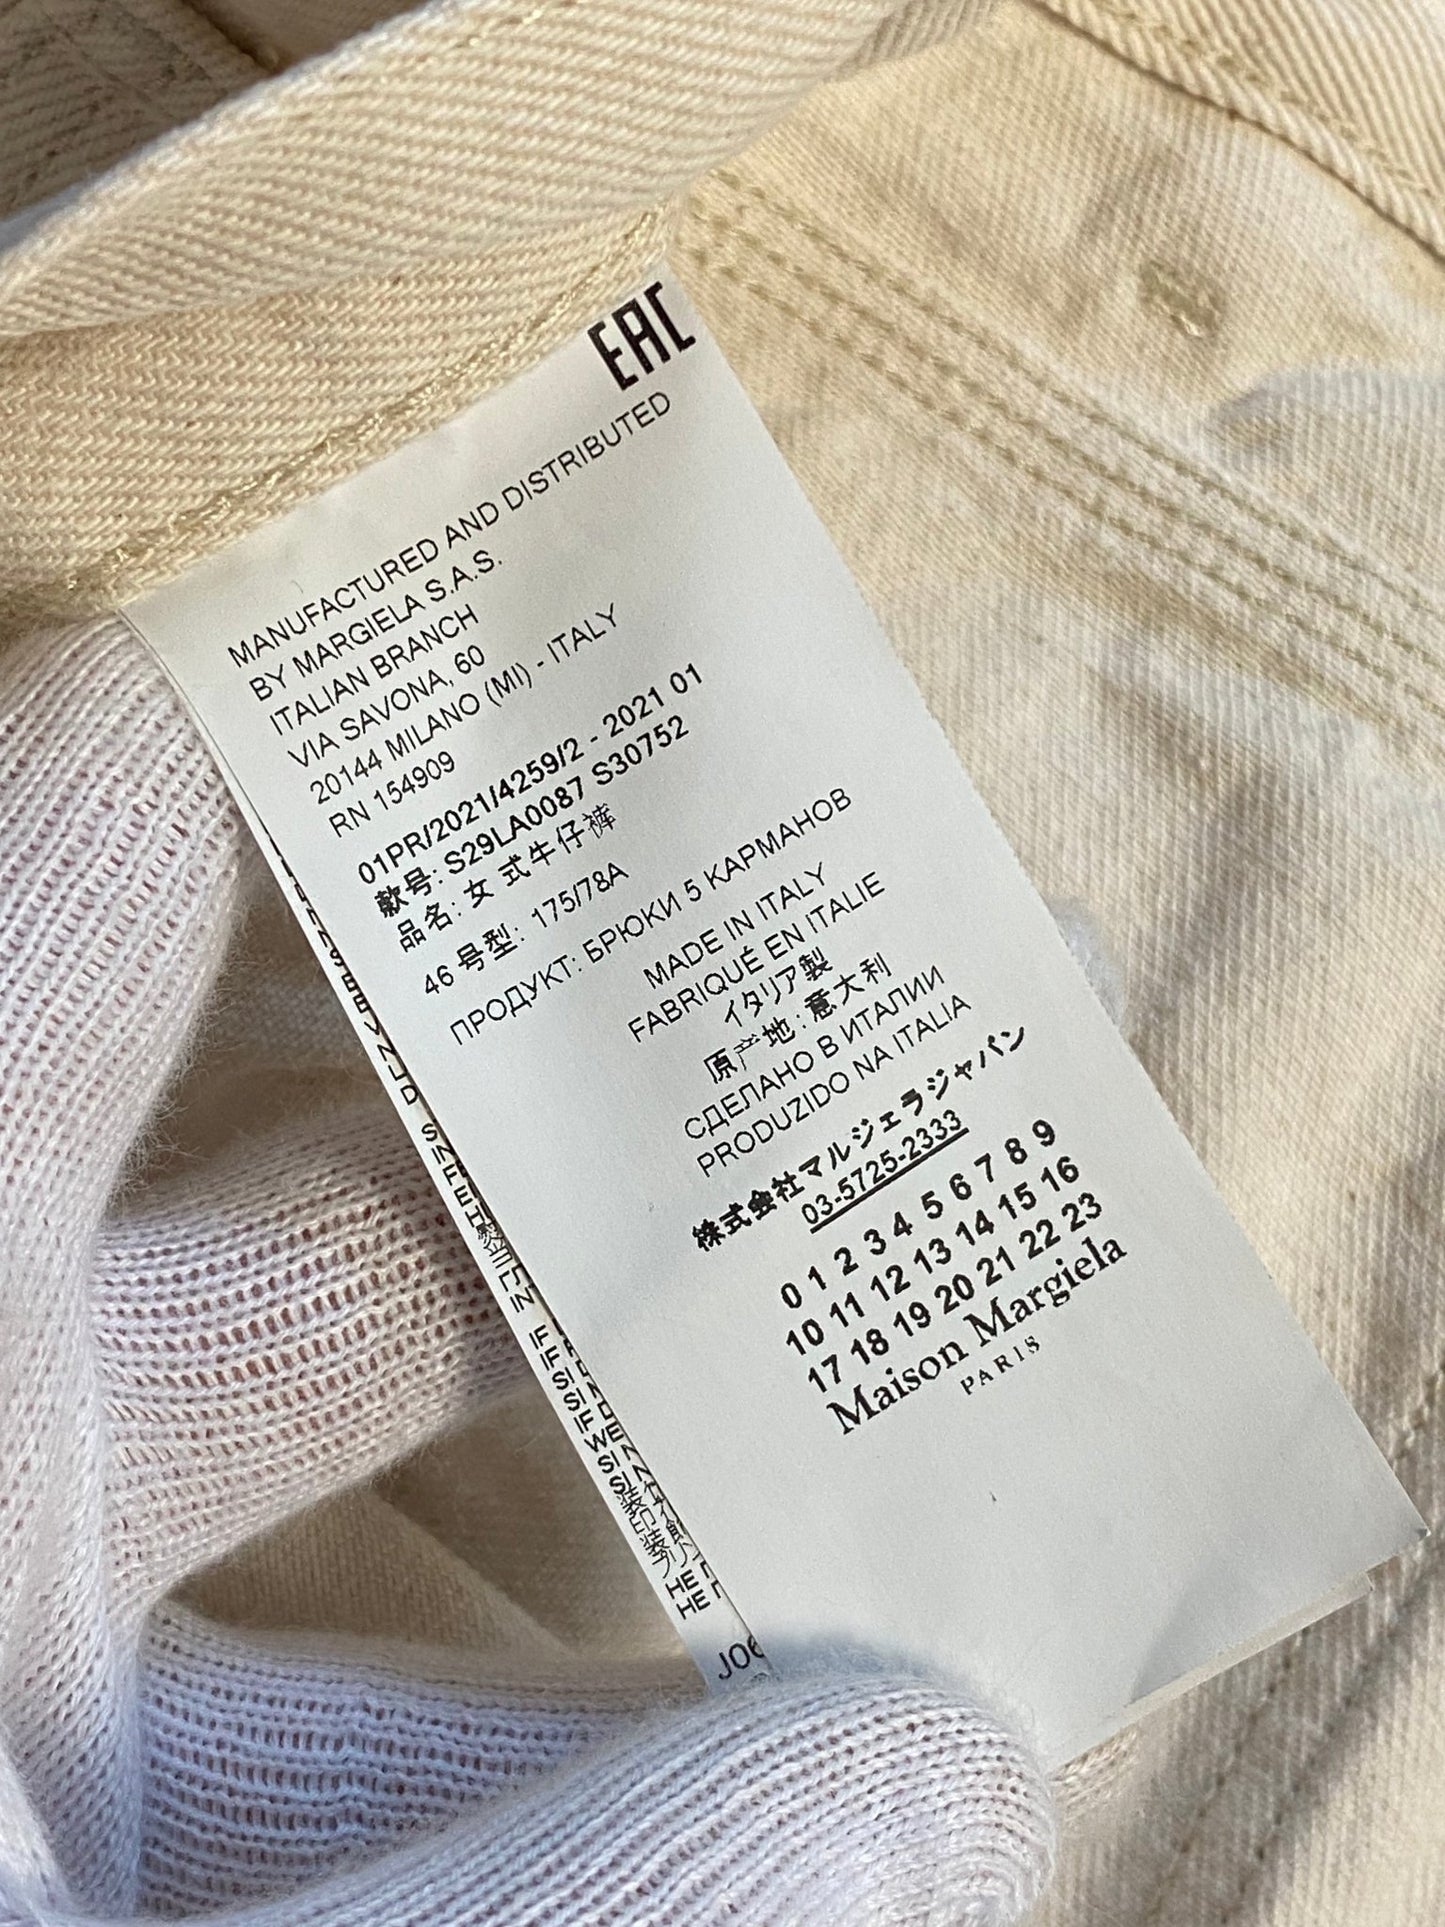 EAC
MANUFACTURED AND DISTRIBUTED
BY MARGIELA S.A.S.
ITALIAN BRANCH
VIA SAVONA, 60
20144 MILANO (MI) - ITALY
RN 154909
01PR/2021/4259/2 - 2021 01
款号: S29LA0087 S30752
品名: 女式牛仔裤
46号型: 175/78A
ПРОДУКТ: БРЮКИ 5 КАРМАНОВ
MADE IN ITALY
FABRIQUÉ EN ITALIE
イタリア製
原产地: 意大利
СДЕЛАНО В ИТАЛИИ
PRODUZIDO NA ITALIA
株式会社マルジェラジャパン
03-5725-2333
0 1 2 3 4 5 6 7 8 9
10 11 12 13 14 15 16
17 18 19 20 21 22 23
Maison Margiela
PARIS